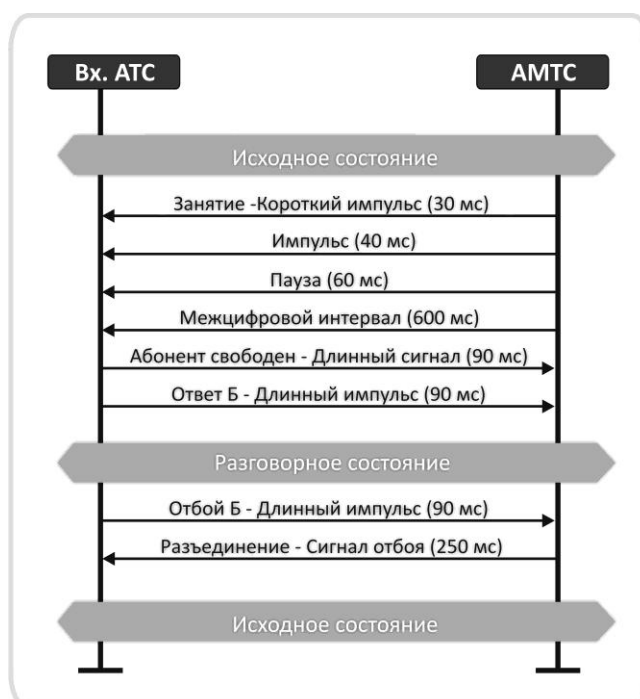 Вх. АТС
АМТС
Исходное состояние
Занятие -Короткий импульс (30 мс)
Импульс (40 мс)
Пауза (60 мс)
Межцифровой интервал (600 мс)
Абонент свободен - Длинный сигнал (90 мс)
Ответ Б - Длинный импульс (90 мс)
Разговорное состояние
Отбой Б - Длинный импульс (90 мс)
Разъединение - Сигнал отбоя (250 мс)
Исходное состояние